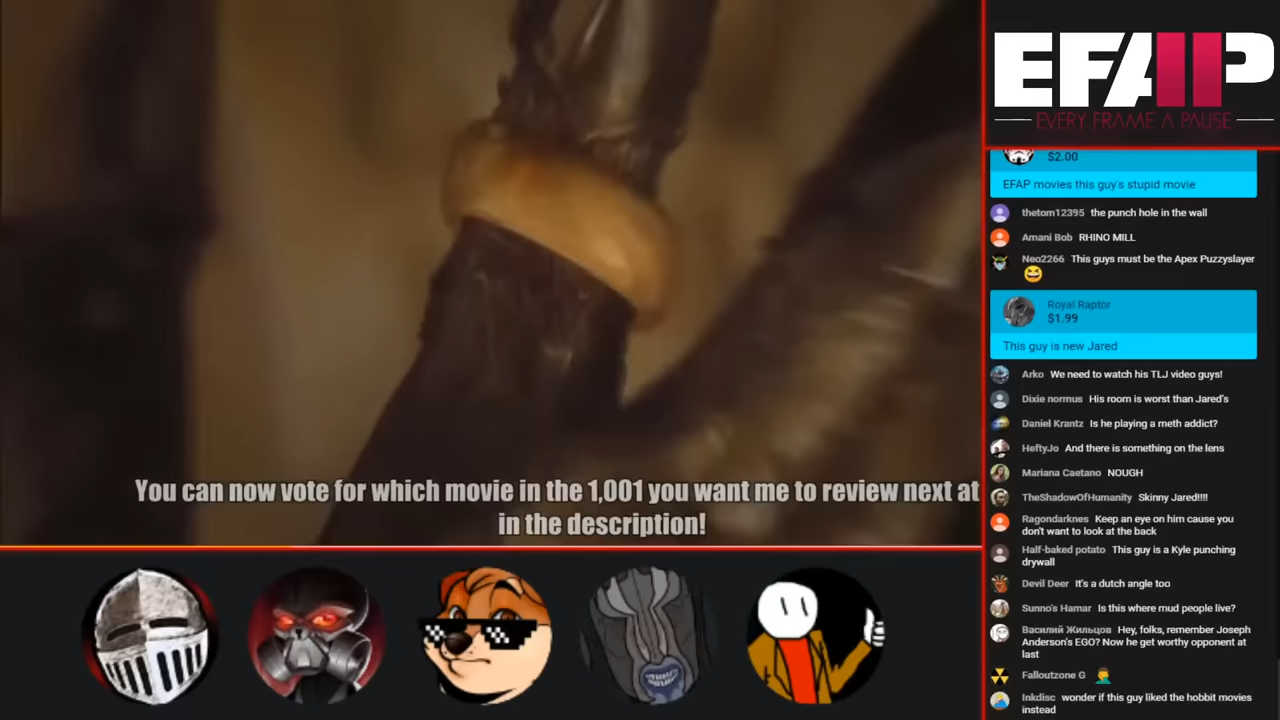 EFAP
EVERY FRAME A PAUSE
$2.00
EFAP movies this guy's stupid movie
thetom12395 the punch hole in the wall
Amani Bob RHINO MILL
Neo2266 This guys must be the Apex Puzzyslayer
Royal Raptor
$1.99
This guy is new Jared
Arko We need to watch his TLJ video guys!
Dixie normus His room is worst than Jared's
Daniel Krantz Is he playing a meth addict?
HeftyJo And there is something on the lens
Mariana Caetano NOUGH
TheShadowOfHumanity Skinny Jared!!!!
Ragondarknes Keep an eye on him cause you
don't want to look at the back
Half-baked potato This guy is a Kyle punching
drywall
Devil Deer It's a dutch angle too
Sunno's Hamar Is this where mud people live?
Василий Жильцов Hey, folks, remember Joseph
Anderson's EGO? Now he get worthy opponent at
last
Falloutzone G
Inkdisc wonder if this guy liked the hobbit movies
instead
You can now vote for which movie in the 1,001 you want me to review next at
in the description!